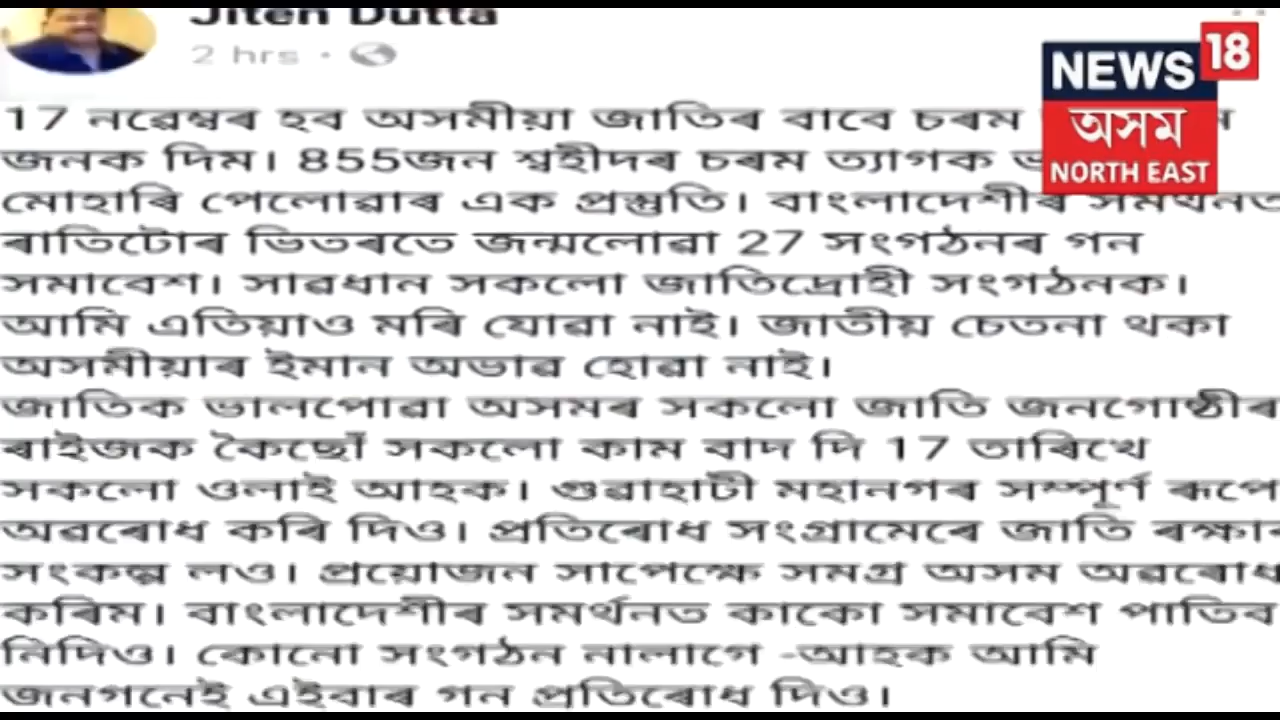 Jiten Dutta
2 hrs ·
NEWS 18
অসম
NORTH EAST
17 নৱেম্বৰ হব অসমীয়া জাতিৰ বাবে চৰম
জনক দিম। 855জন শ্বহীদৰ চৰম ত্যাগক
মোহাৰি পেলোৱাৰ এক প্ৰস্তুতি। বাংলাদেশীৰ সমৰ্থনত
ৰাতিটোৰ ভিতৰতে জন্মলোৱা 27 সংগঠনৰ গন
সমাবেশ। সাৱধান সকলো জাতিদ্ৰোহী সংগঠনক।
আমি এতিয়াও মৰি যোৱা নাই। জাতীয় চেতনা থকা
অসমীয়াৰ ইমান অভাৱ হোৱা নাই।
জাতিক ভালপোৱা অসমৰ সকলো জাতি জনগোষ্ঠীৰ
ৰাইজক কৈছোঁ সকলো কাম বাদ দি 17 তাৰিখে
সকলো ওলাই আহক। গুৱাহাটী মহানগৰ সম্পূৰ্ণ ৰূপে
অৱৰোধ কৰি দিও। প্ৰতিৰোধ সংগ্ৰামেৰে জাতি ৰক্ষাৰ
সংকল্প লও। প্ৰয়োজন সাপেক্ষে সমগ্ৰ অসম অৱৰোধ
কৰিম। বাংলাদেশীৰ সমৰ্থনত কাকো সমাবেশ পাতিব
নিদিও। কোনো সংগঠন নালাগে -আহক আমি
জনগনেই এইবাৰ গন প্ৰতিৰোধ দিও।